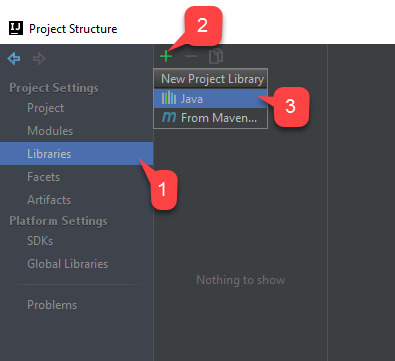 IJ Project Structure
2
Project Settings
New Project Library
Project
Java
3
Modules
From Maven...
Libraries
1
Facets
Artifacts
Platform Settings
SDKs
Global Libraries
Nothing to show
Problems